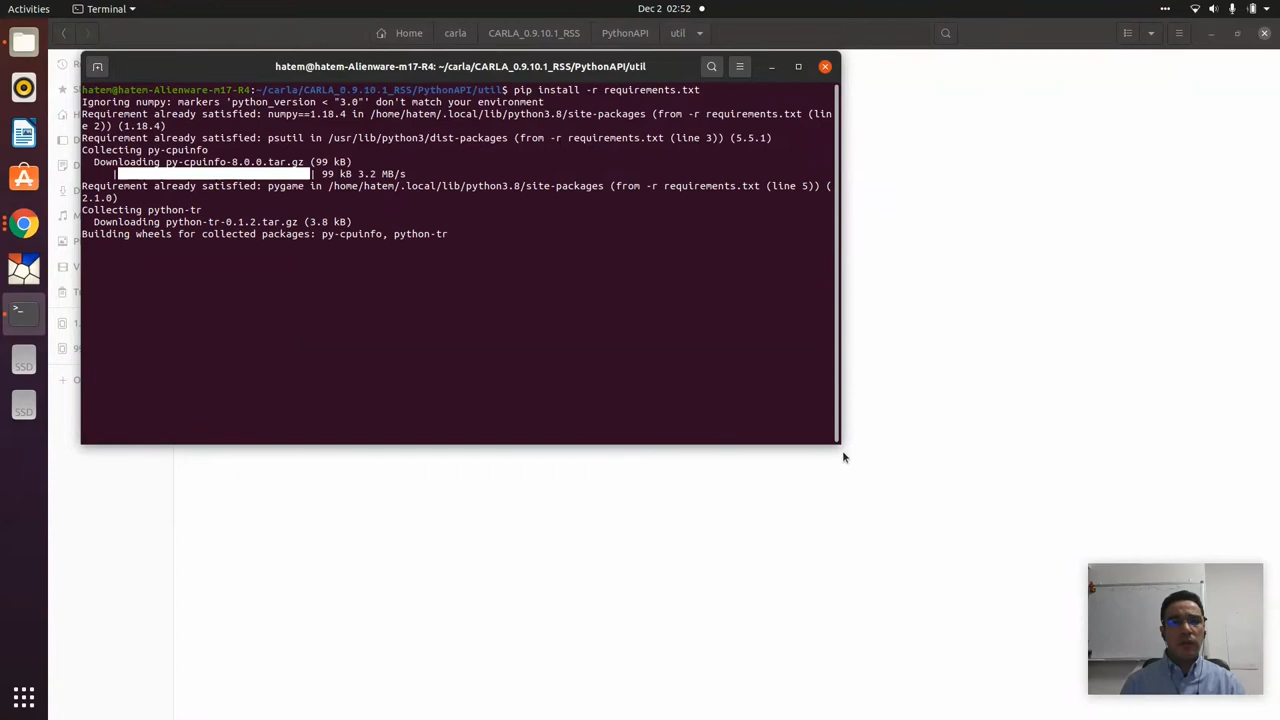 Activities
Terminal
Dec 2 02:52
Home
carla
CARLA_0.9.10.1_RSS
PythonAPI
util
hatem@hatem-Alienware-m17-R4: ~/carla/CARLA_0.9.10.1_RSS/PythonAPI/util
hatem@hatem-Alienware-m17-R4:~/carla/CARLA_0.9.10.1_RSS/PythonAPI/util$ pip install -r requirements.txt
Ignoring numpy: markers 'python_version < "3.0"' don't match your environment
Requirement already satisfied: numpy==1.18.4 in /home/hatem/.local/lib/python3.8/site-packages (from -r requirements.txt (lin
e 2)) (1.18.4)
Requirement already satisfied: psutil in /usr/lib/python3/dist-packages (from -r requirements.txt (line 3)) (5.5.1)
Collecting py-cpuinfo
Downloading py-cpuinfo-8.0.0.tar.gz (99 kB)
| | 99 kB 3.2 MB/s
Requirement already satisfied: pygame in /home/hatem/.local/lib/python3.8/site-packages (from -r requirements.txt (line 5)) (
2.1.0)
Collecting python-tr
Downloading python-tr-0.1.2.tar.gz (3.8 kB)
Building wheels for collected packages: py-cpuinfo, python-tr
SSD
SSD